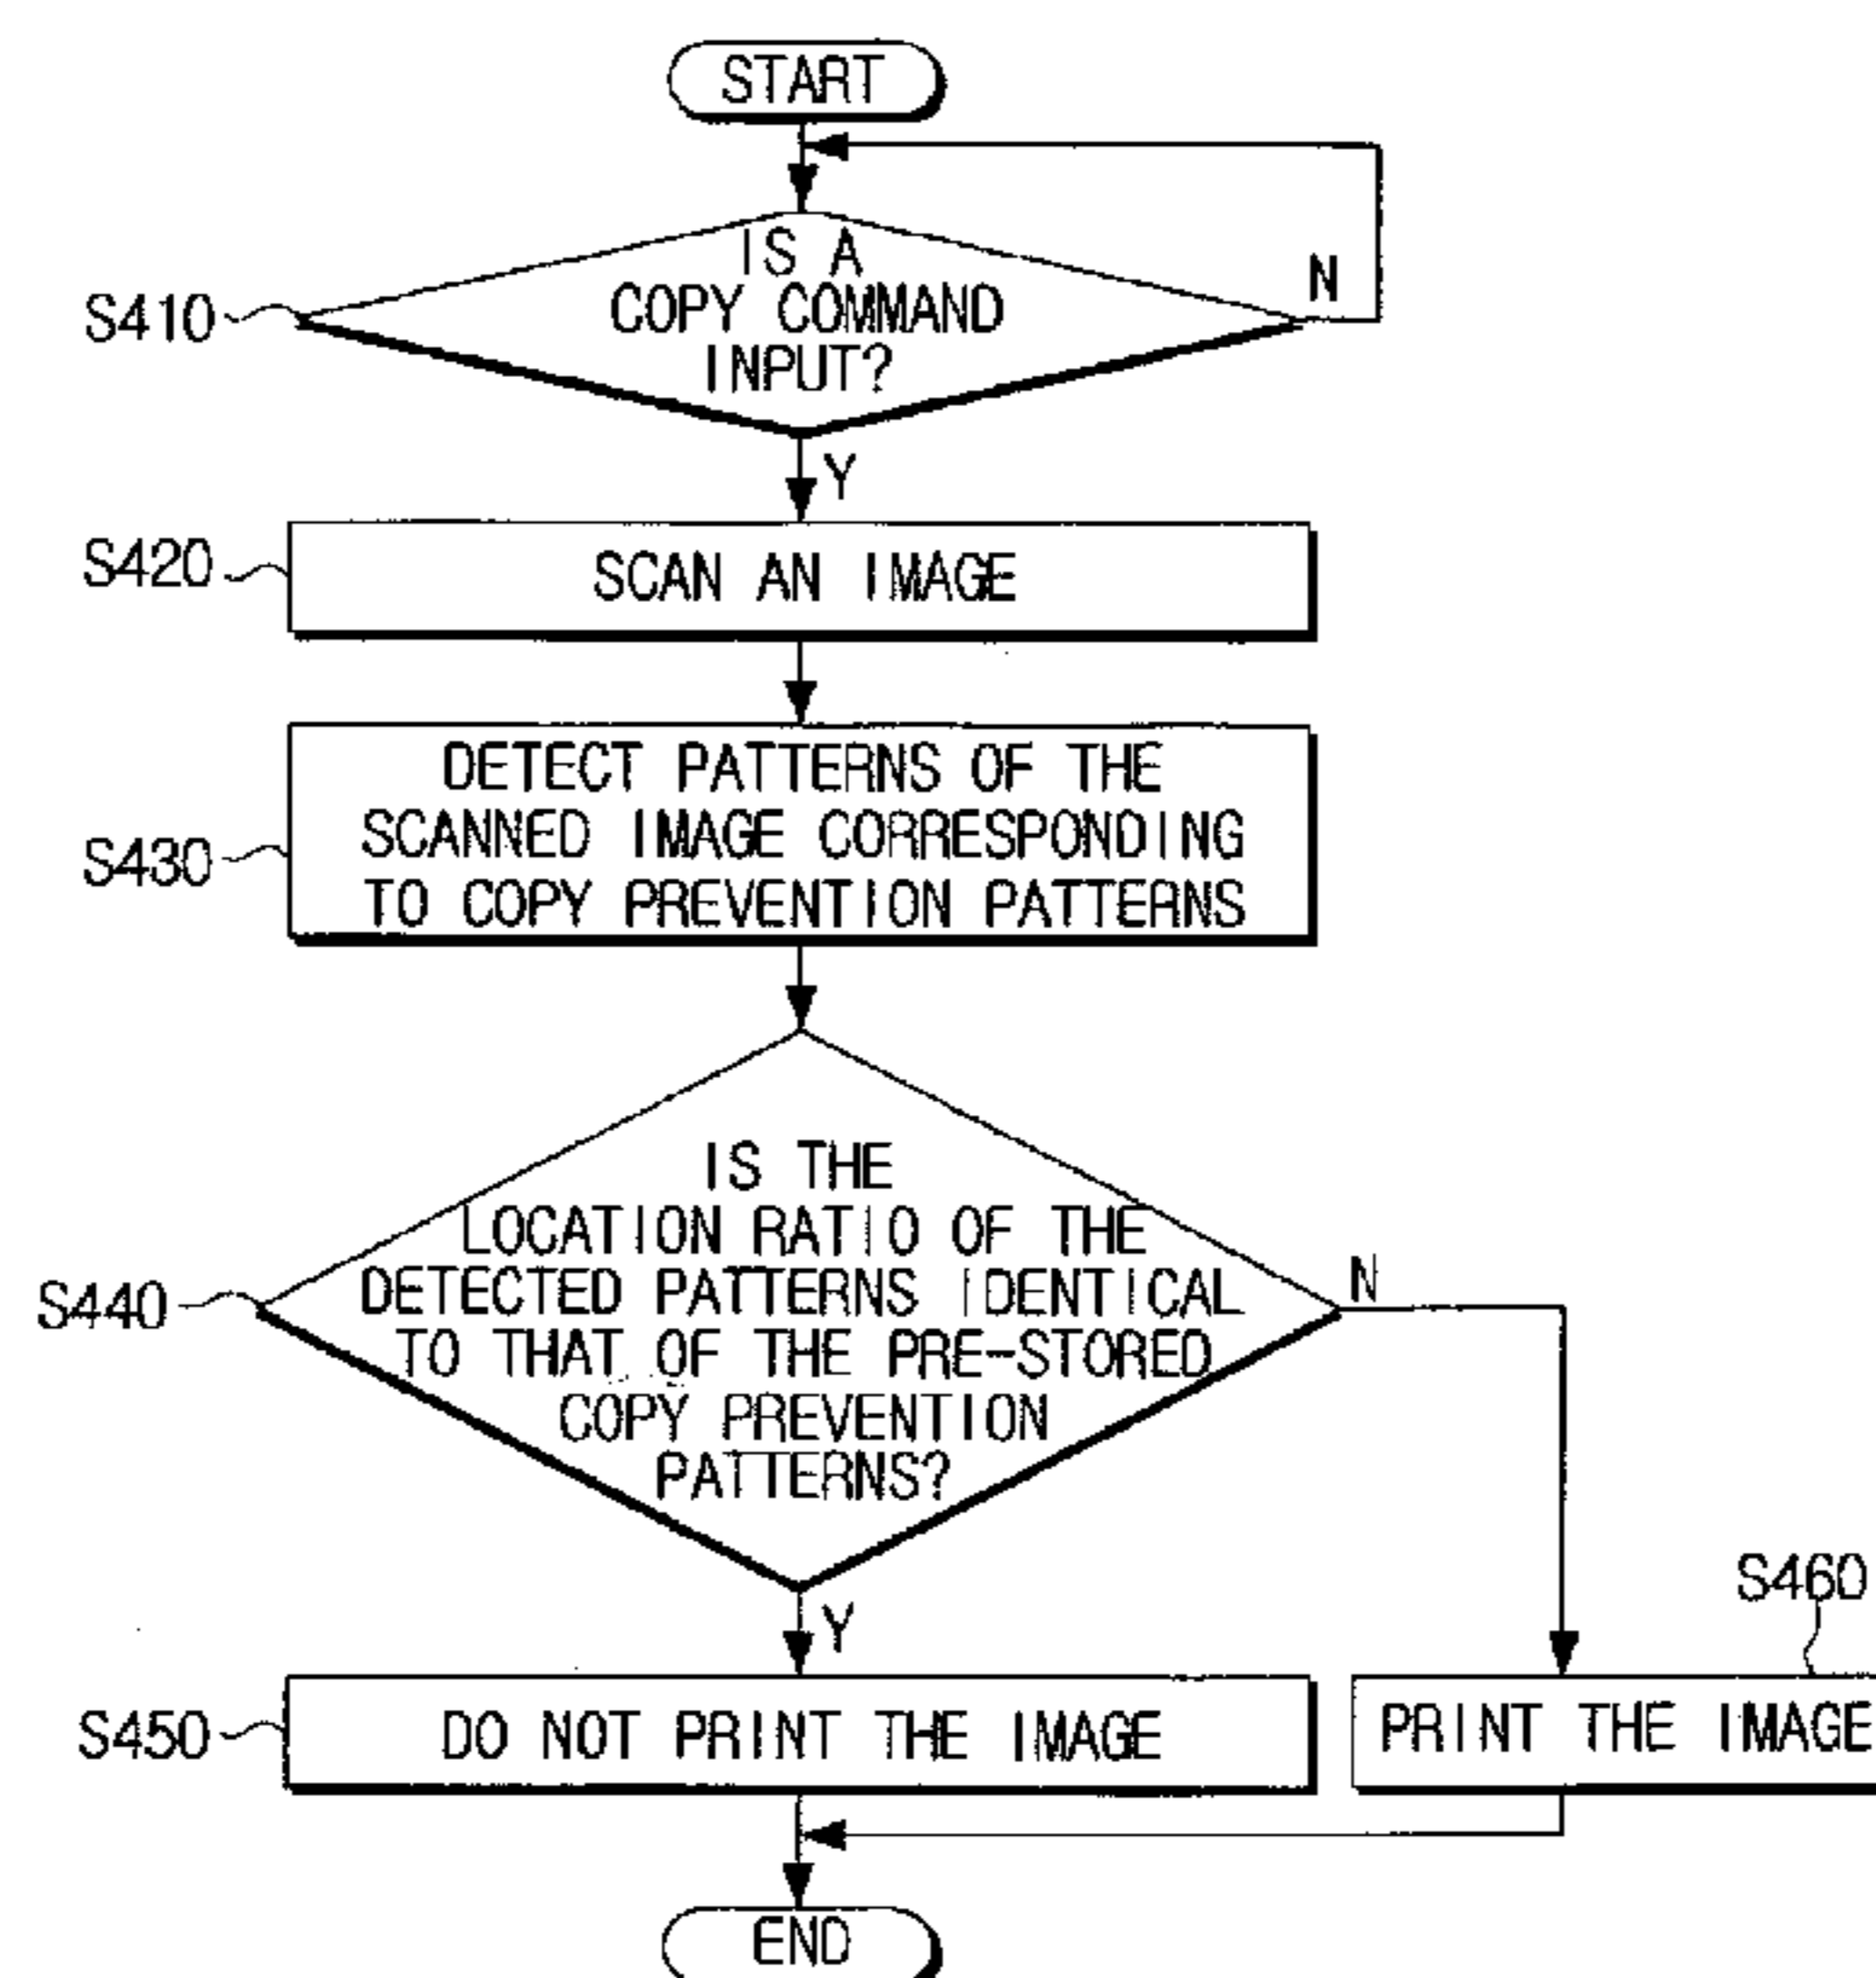 START
IS A
COPY COMMAND
INPUT?
N
S410
Y
S420
SCAN AN IMAGE
DETECT PATTERNS OF THE
SCANNED IMAGE CORRESPONDING
TO COPY PREVENTION PATTERNS
S430
IS THE
LOCATION RATIO OF THE
DETECTED PATTERNS IDENTICAL
TO THAT OF THE PRE-STORED
COPY PREVENTION
PATTERNS?
S440
N
Y
S460
S450
DO NOT PRINT THE IMAGE
PRINT THE IMAGE
END